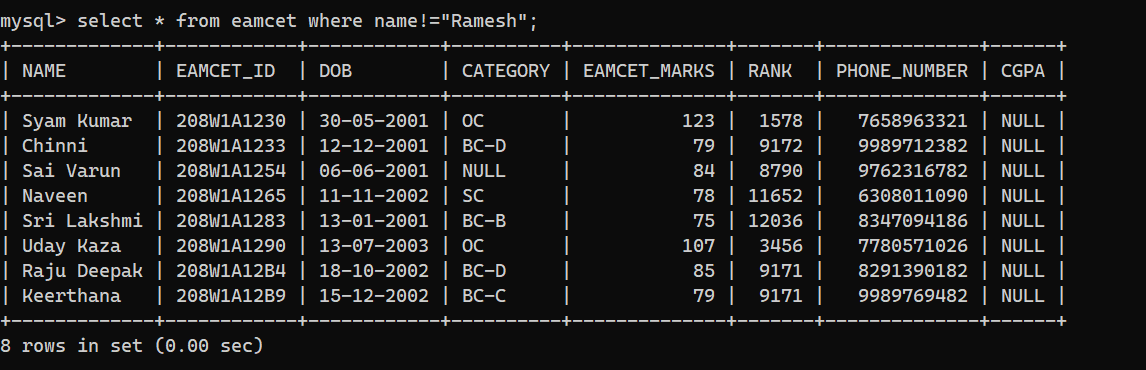 mysql> select * from eamcet where name!="Ramesh";
+-------------+------------+------------+----------+--------------+-------+--------------+------+
| NAME        | EAMCET_ID  | DOB        | CATEGORY | EAMCET_MARKS | RANK  | PHONE_NUMBER | CGPA |
+-------------+------------+------------+----------+--------------+-------+--------------+------+
| Syam Kumar  | 208W1A1230 | 30-05-2001 | OC       |          123 |  1578 |   7658963321 | NULL |
| Chinni      | 208W1A1233 | 12-12-2001 | BC-D     |           79 |  9172 |   9989712382 | NULL |
| Sai Varun   | 208W1A1254 | 06-06-2001 | NULL     |           84 |  8790 |   9762316782 | NULL |
| Naveen      | 208W1A1265 | 11-11-2002 | SC       |           78 | 11652 |   6308011090 | NULL |
| Sri Lakshmi | 208W1A1283 | 13-01-2001 | BC-B     |           75 | 12036 |   8347094186 | NULL |
| Uday Kaza   | 208W1A1290 | 13-07-2003 | OC       |          107 |  3456 |   7780571026 | NULL |
| Raju Deepak | 208W1A12B4 | 18-10-2002 | BC-D     |           85 |  9171 |   8291390182 | NULL |
| Keerthana   | 208W1A12B9 | 15-12-2002 | BC-C     |           79 |  9171 |   9989769482 | NULL |
+-------------+------------+------------+----------+--------------+-------+--------------+------+
8 rows in set (0.00 sec)